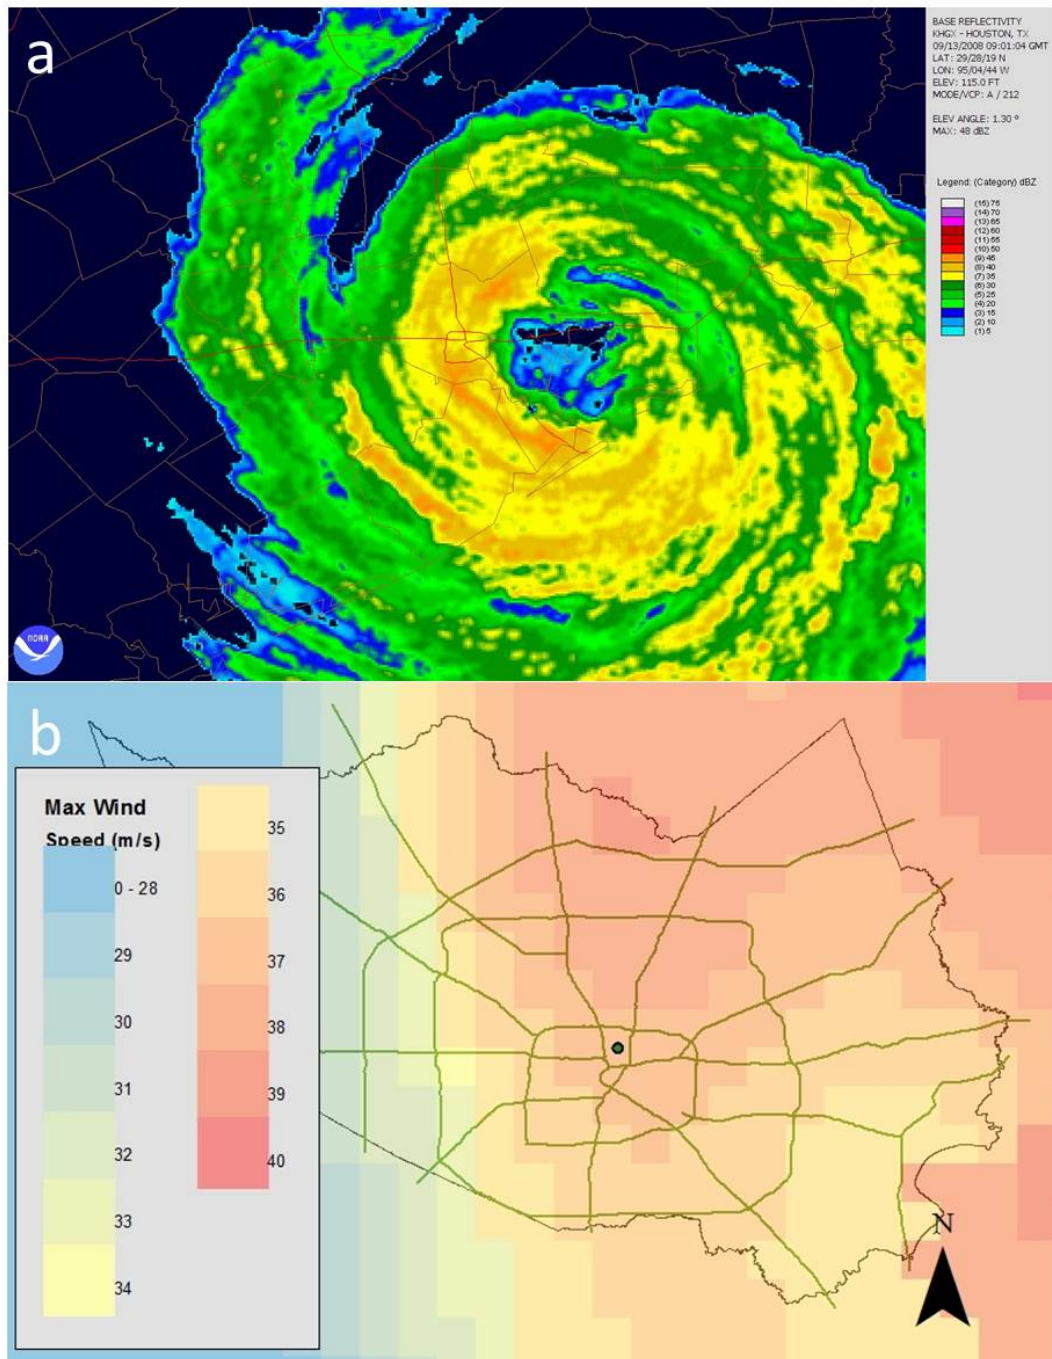 a
BASE REFLECTIVITY
KHGX - HOUSTON, TX
09/13/2008 09:01:04 GMT
LAT: 29/28/19 N
LON: 95/04/44 W
ELEV: 115.0 FT
MODE/VCP: A / 212
ELEV ANGLE: 1.30 º
MAX: 48 dBZ
Legend: (Category) dBZ
(15) 75
(14) 70
(13) 65
(12) 60
(11) 55
(10) 50
(9) 45
(8) 40
(7) 35
(6) 30
(5) 25
(4) 20
(3) 15
(2) 10
(1) 5
NOAA
b
Max Wind
Speed (m/s)
0 - 28
29
30
31
32
33
34
35
36
37
38
39
40
N